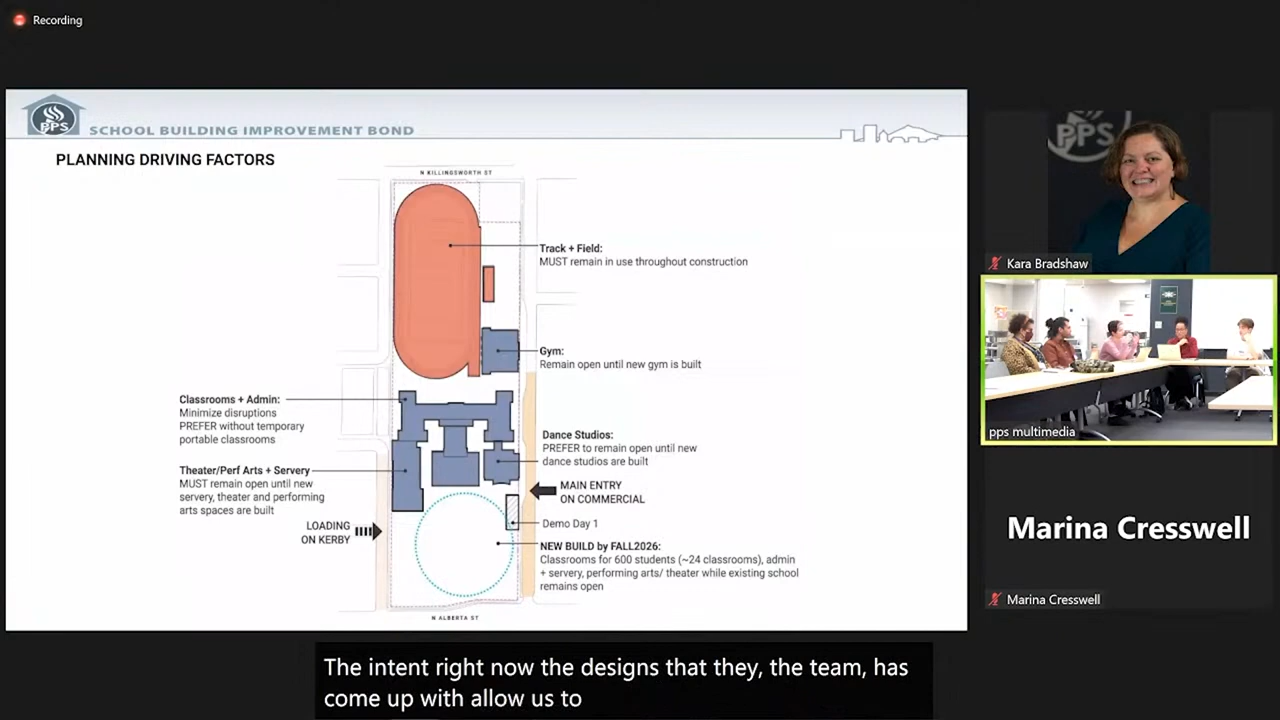 Recording
PPS
SCHOOL BUILDING IMPROVEMENT BOND
PLANNING DRIVING FACTORS
N KILLINGSWORTH ST
Track + Field:
MUST remain in use throughout construction
Gym:
Remain open until new gym is built
Classrooms + Admin:
Minimize disruptions
PREFER without temporary
portable classrooms
Dance Studios:
PREFER to remain open until new
dance studios are built
Theater/Perf Arts + Servery
MUST remain open until new
servery, theater and performing
arts spaces are built
MAIN ENTRY
ON COMMERCIAL
LOADING
ON KERBY
Demo Day 1
NEW BUILD by FALL2026:
Classrooms for 600 students (~24 classrooms), admin
+ servery, performing arts/ theater while existing school
remains open
N ALBERTA ST
PPS
Kara Bradshaw
pps multimedia
Marina Cresswell
Marina Cresswell
The intent right now the designs that they, the team, has
come up with allow us to